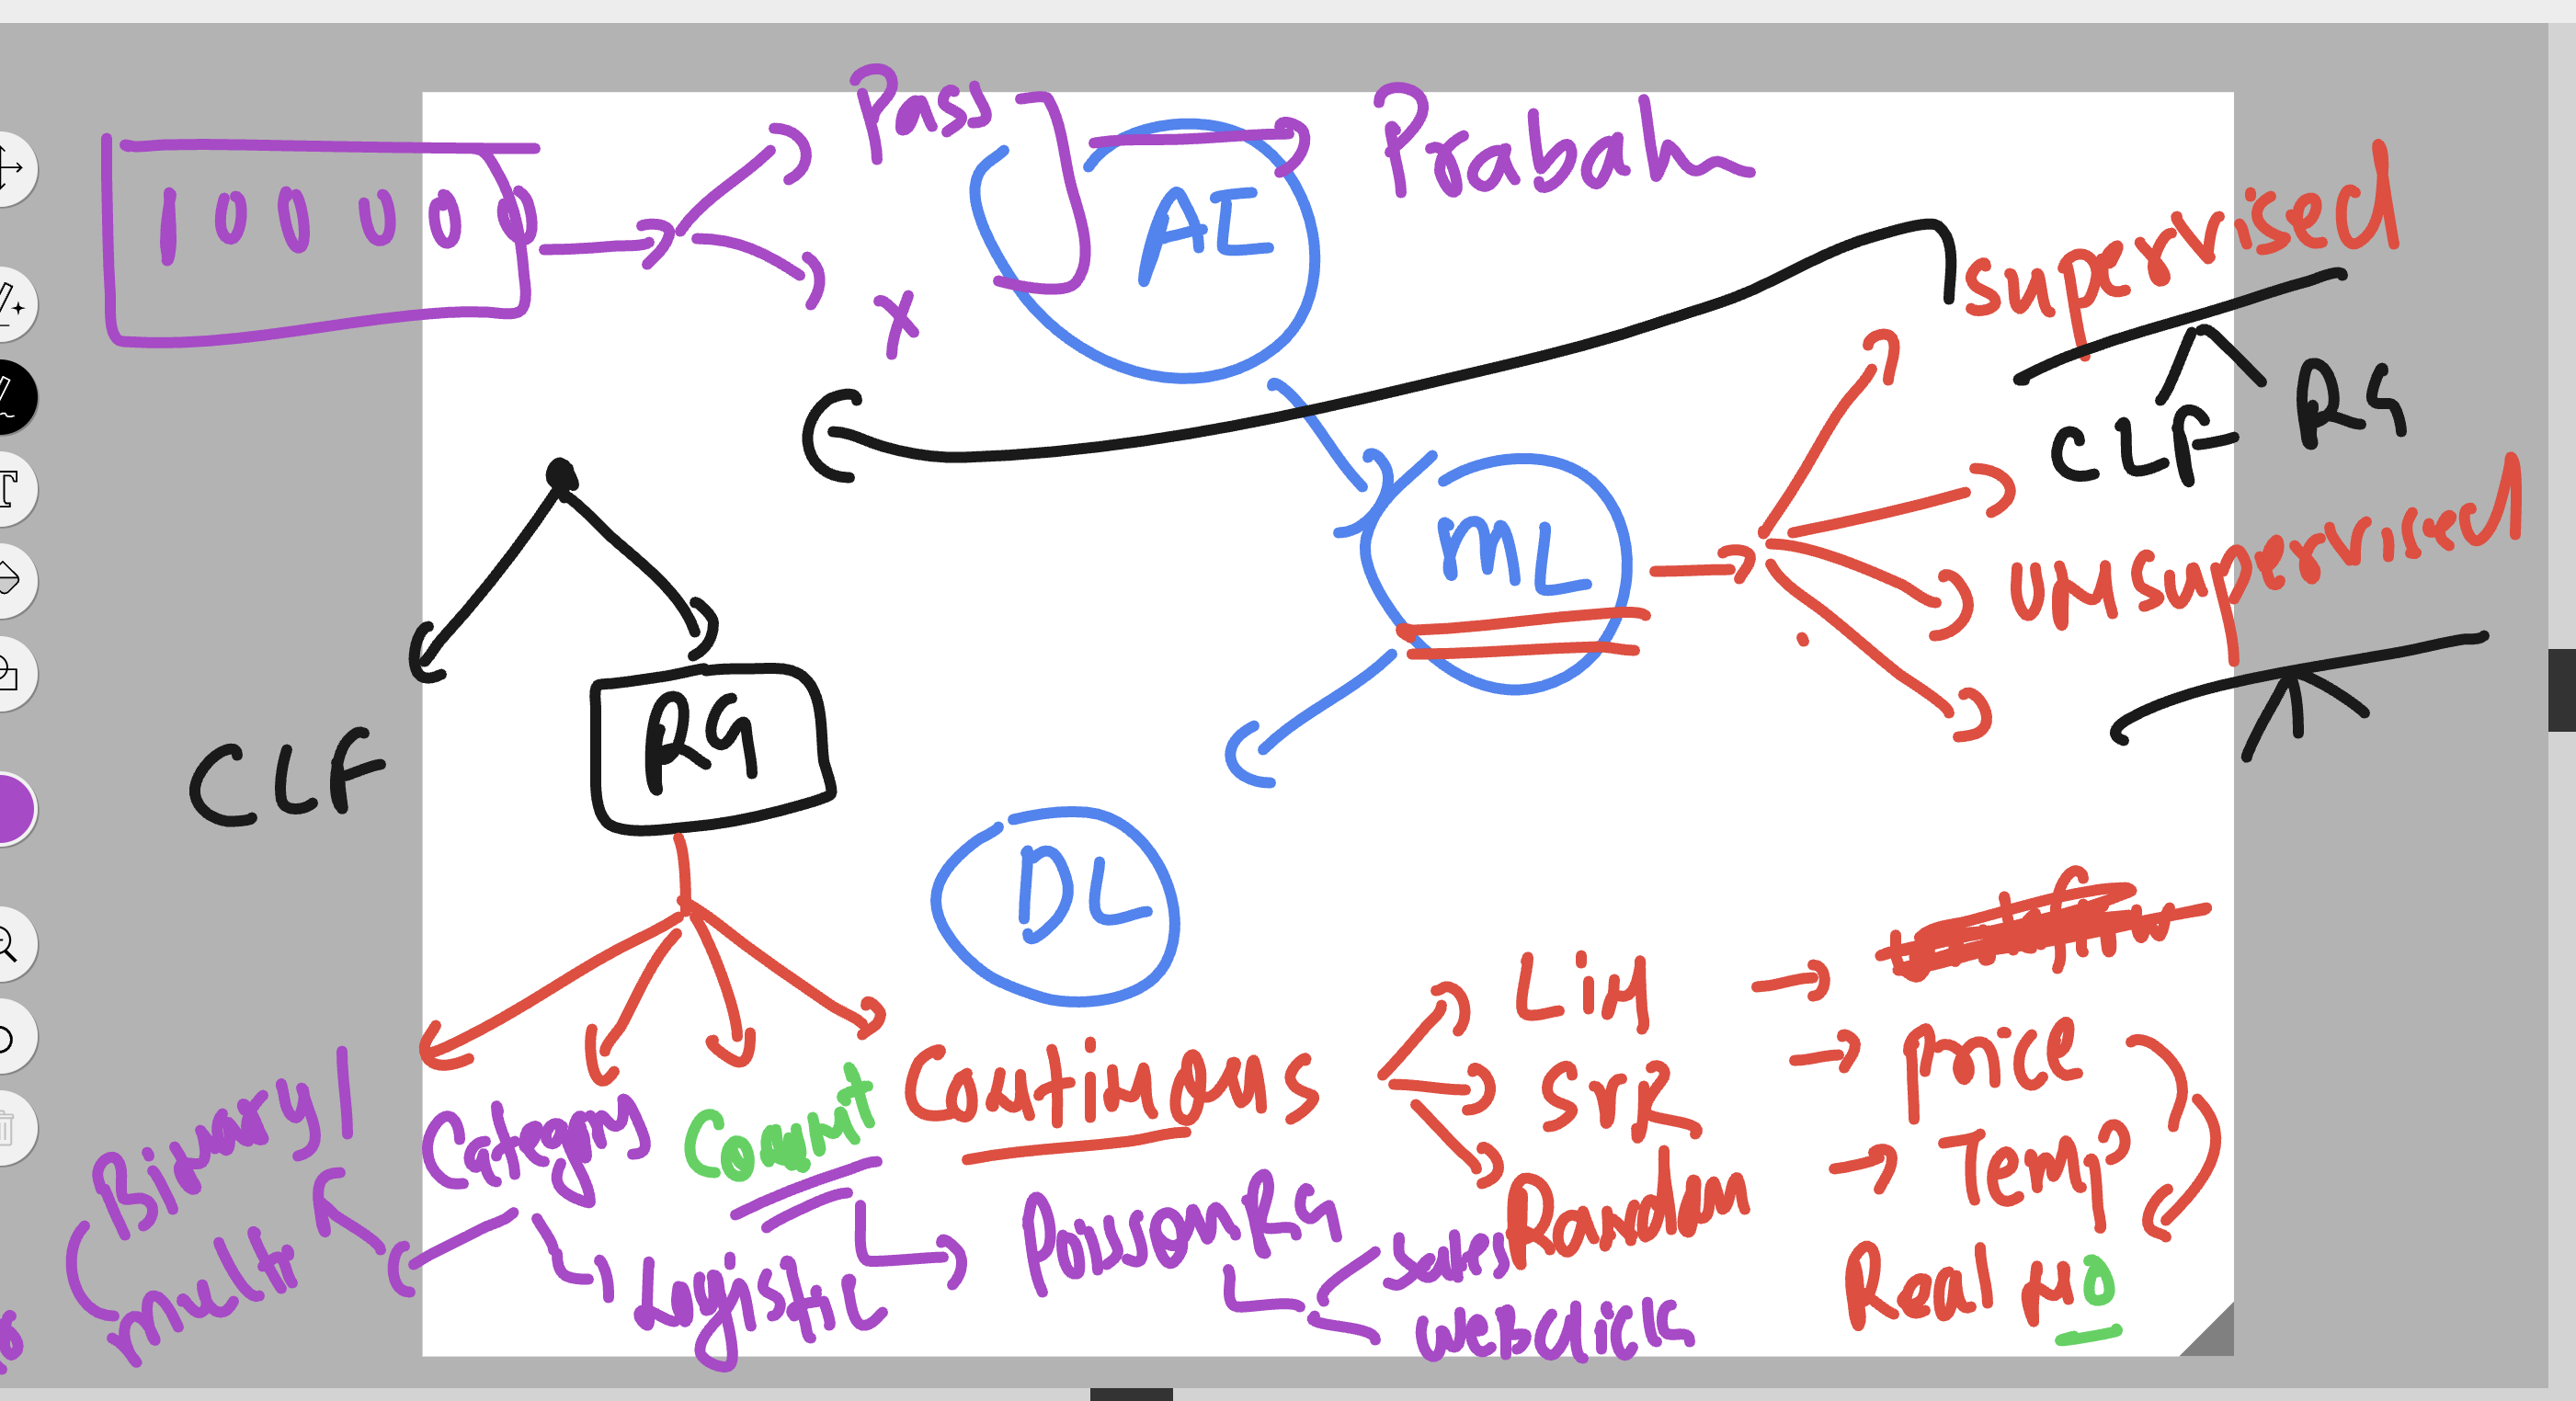 Pass
Prabah
100000
AI
x
supervised
CLF RG
ML
UNsupervised
RG
CLF
DL
Lin
Price
Continous
SVR
Binary/
Category
Count
Temp
Random
PoissonRG
multi
Logistic
Sales
Real no
webclicks